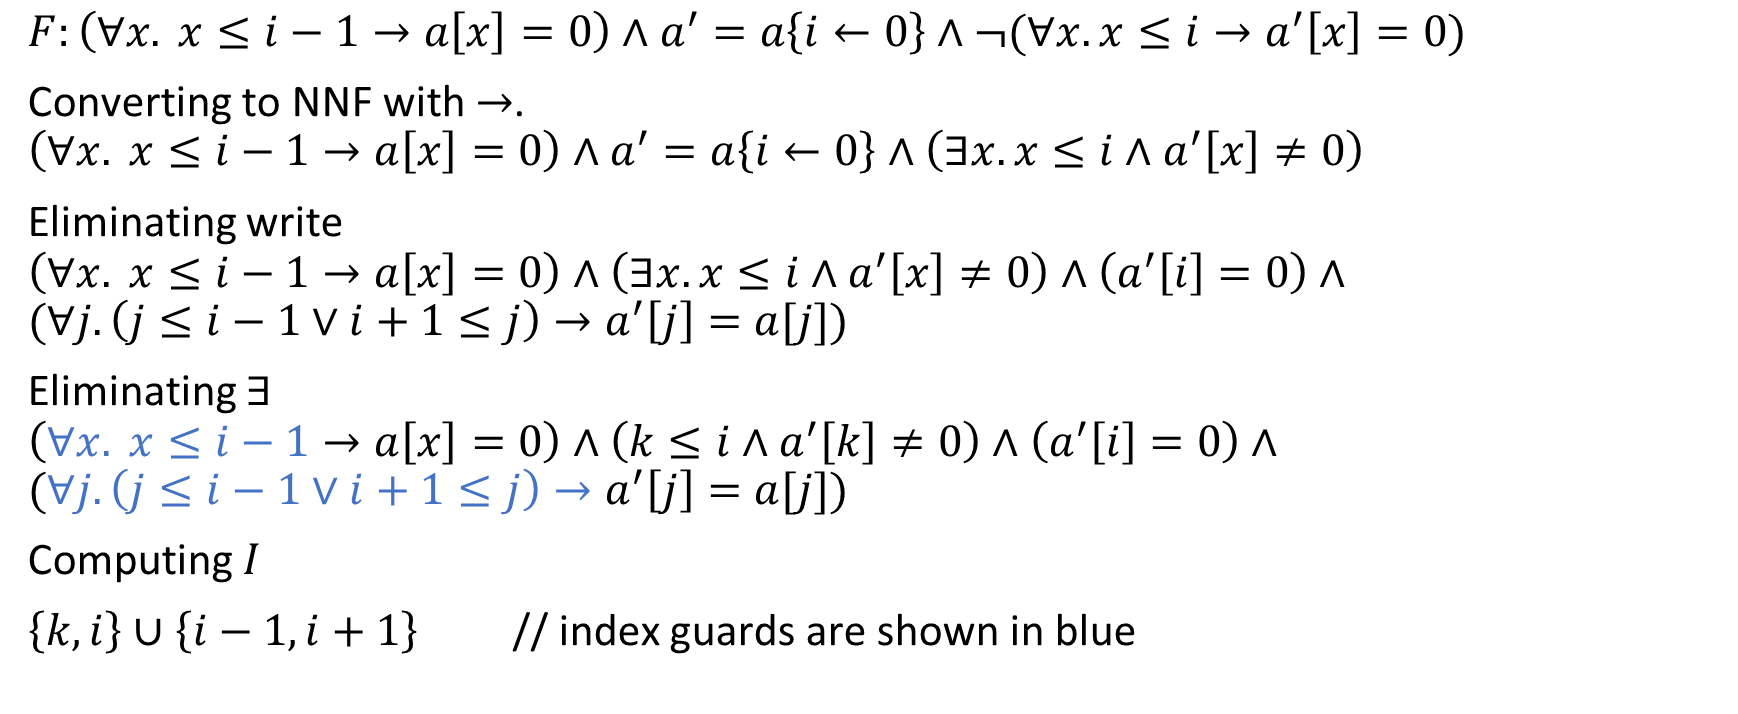 F: (∀x. x ≤ i − 1 → a[x] = 0) ∧ a′ = a{i ← 0} ∧ ¬(∀x. x ≤ i → a′[x] = 0)
Converting to NNF with →.
(∀x. x ≤ i − 1 → a[x] = 0) ∧ a′ = a{i ← 0} ∧ (∃x. x ≤ i ∧ a′[x] ≠ 0)
Eliminating write
(∀x. x ≤ i − 1 → a[x] = 0) ∧ (∃x. x ≤ i ∧ a′[x] ≠ 0) ∧ (a′[i] = 0) ∧
(∀j. (j ≤ i − 1 ∨ i + 1 ≤ j) → a′[j] = a[j])
Eliminating ∃
(∀x. x ≤ i − 1 → a[x] = 0) ∧ (k ≤ i ∧ a′[k] ≠ 0) ∧ (a′[i] = 0) ∧
(∀j. (j ≤ i − 1 ∨ i + 1 ≤ j) → a′[j] = a[j])
Computing I
{k, i} ∪ {i − 1, i + 1} // index guards are shown in blue